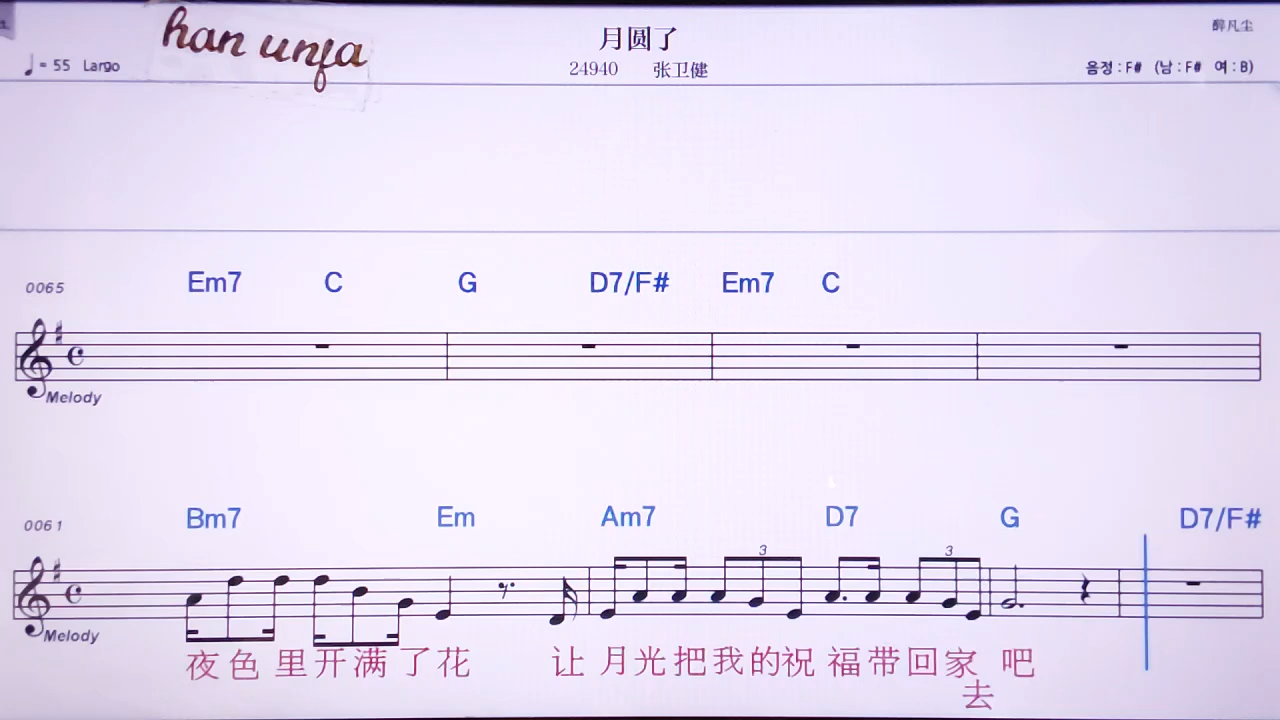 han unfa
月圆了
醉凡尘
♩= 55 Largo
24940 张卫健
음정 : F# (남 : F# 여 : B)
0065
Em7 C G D7/F# Em7 C
Melody
0061
Bm7 Em Am7 D7 G D7/F#
3 3
Melody
夜色里开满了花 让月光把我的祝福带回家吧
去